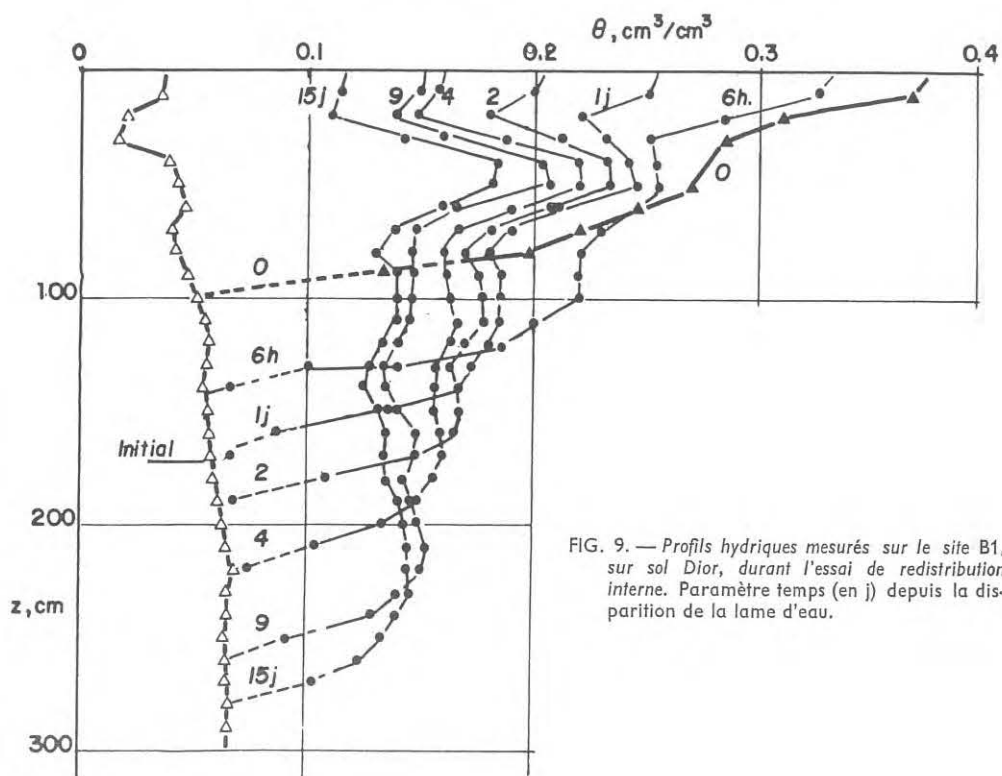 0 0.1 0.2 0.3 0.4
θ, cm³/cm³
15j 9 4 2 1j 6h.
0
0
100
6h
1j
Initial
2
200
4
z, cm
9
15j
300
FIG. 9. — Profils hydriques mesurés sur le site B1,
sur sol Dior, durant l'essai de redistribution
interne. Paramètre temps (en j) depuis la dis-
parition de la lame d'eau.